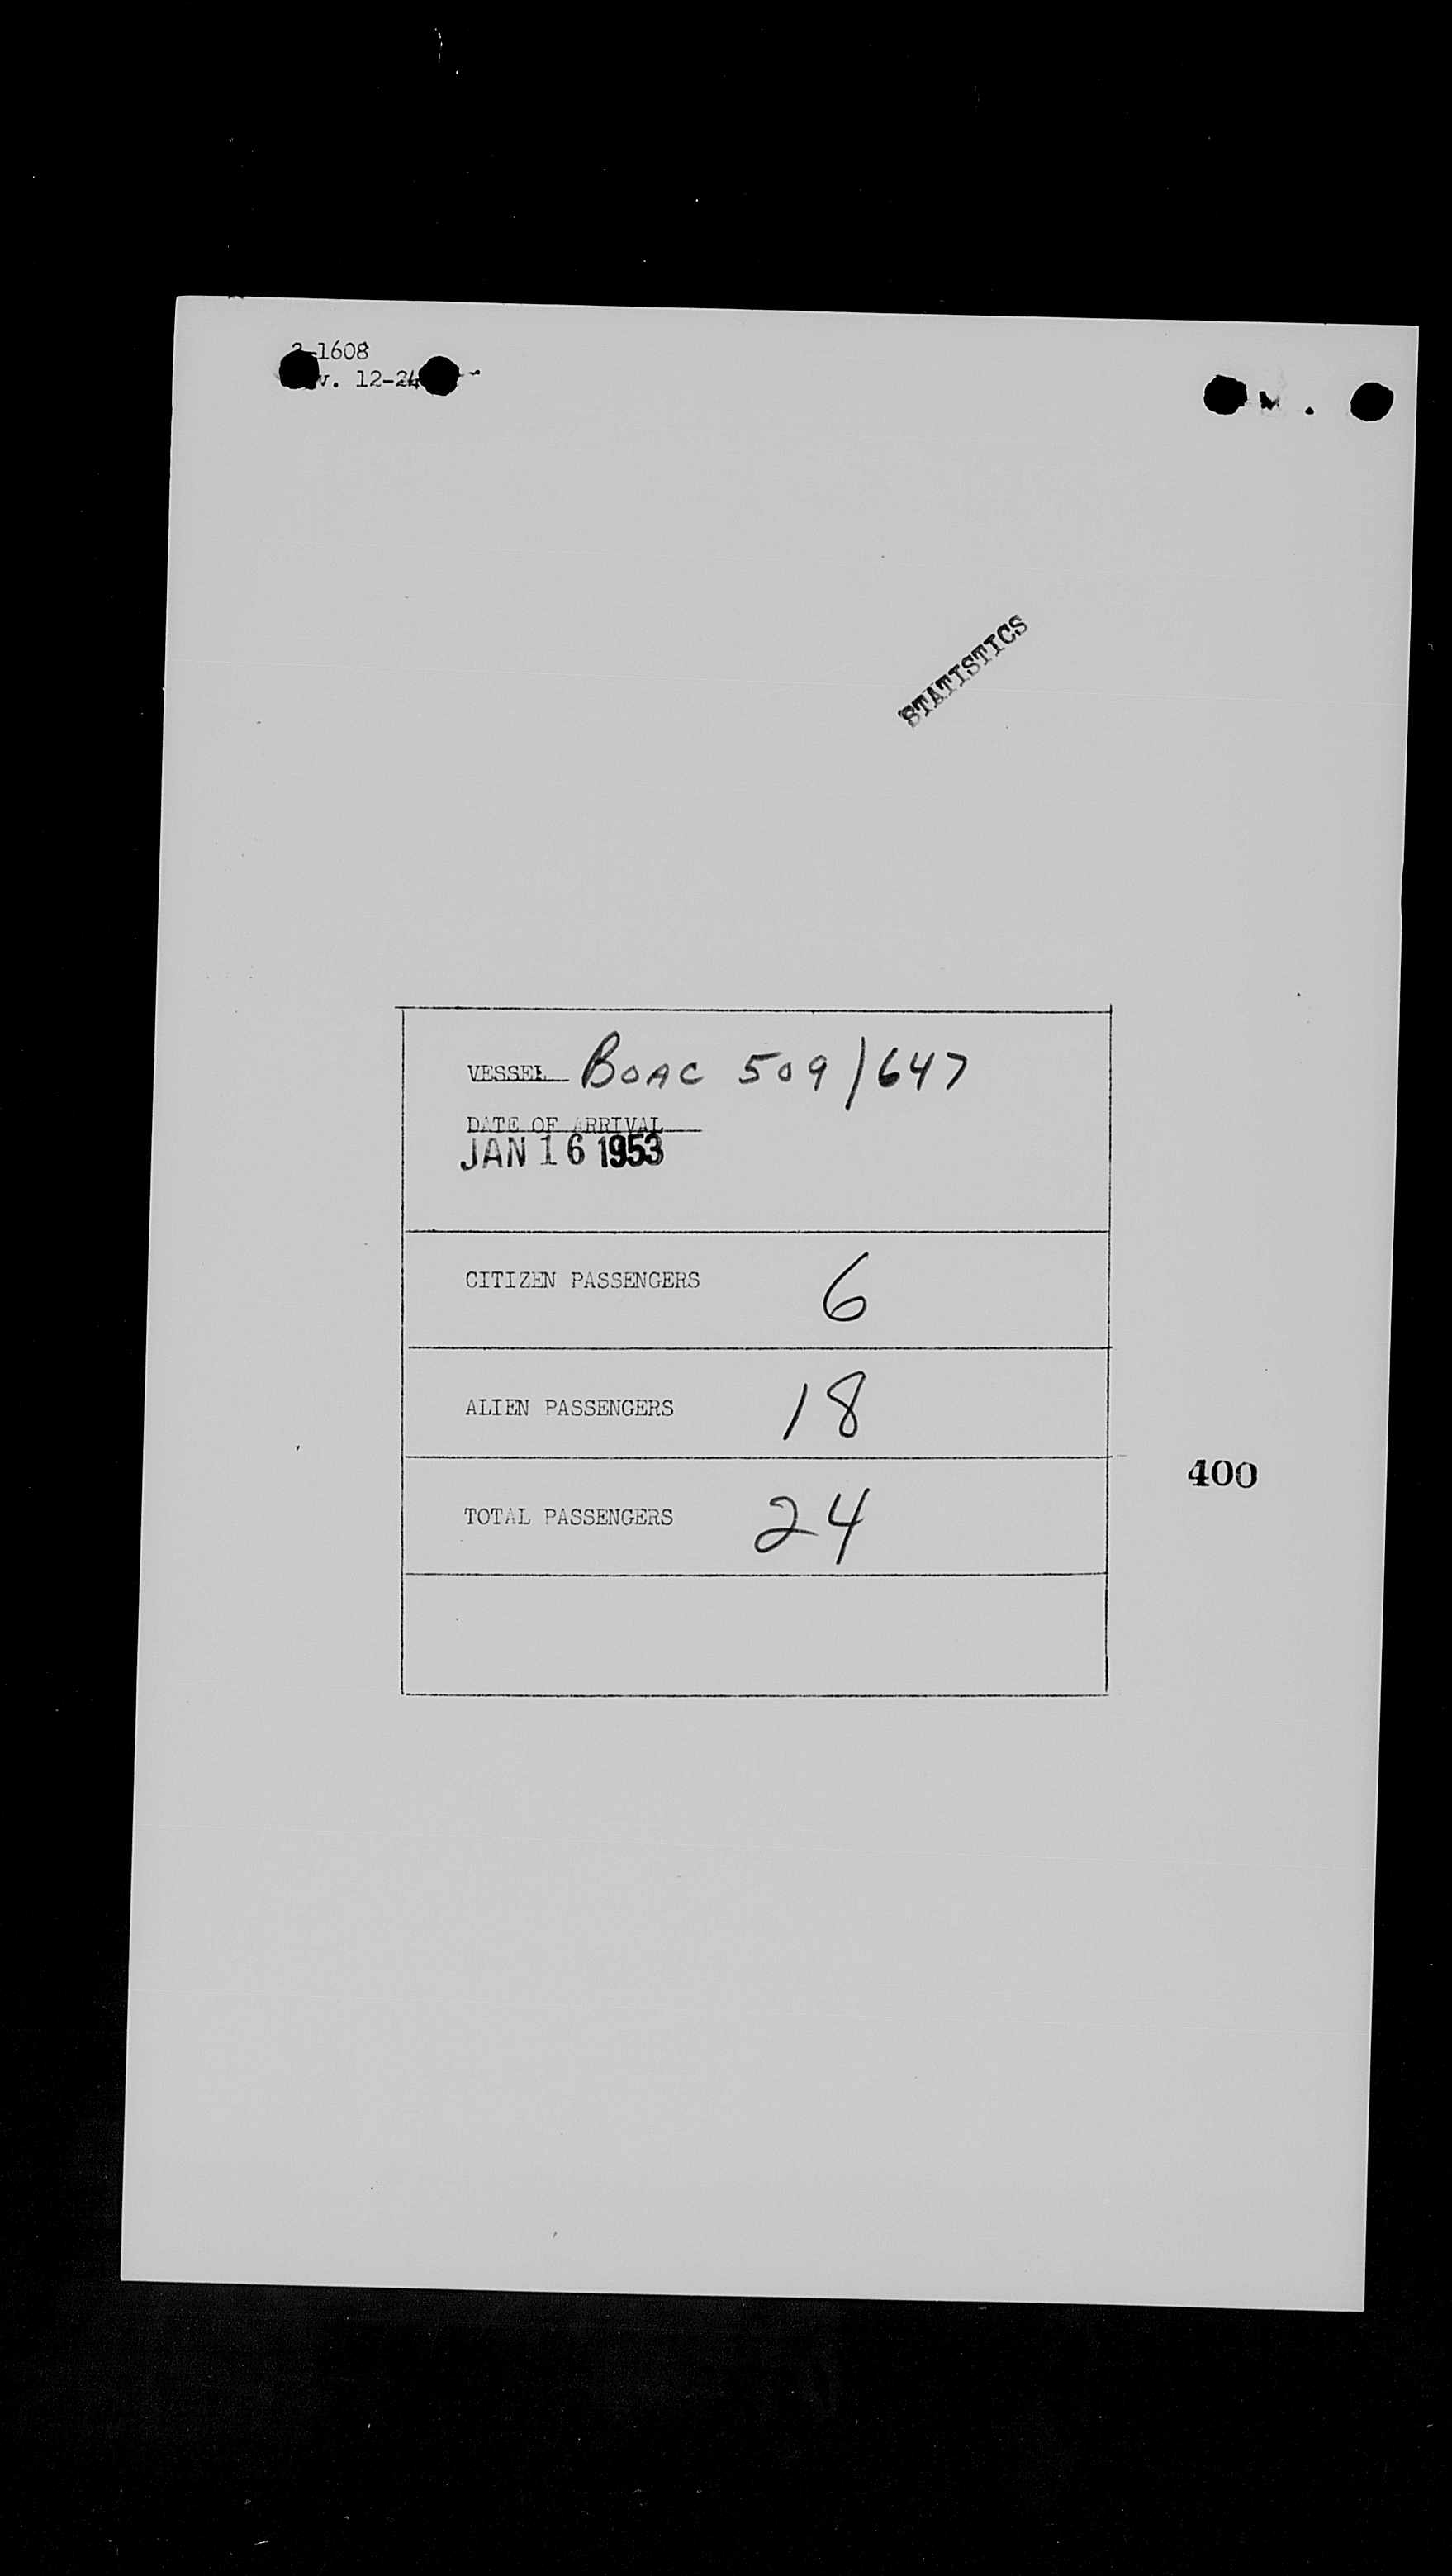 2-1608
v. 12-24
STATISTICS
VESSEL BOAC 509/647
DATE OF ARRIVAL
JAN 16 1953
CITIZEN PASSENGERS 6
ALIEN PASSENGERS 18
400
TOTAL PASSENGERS 24